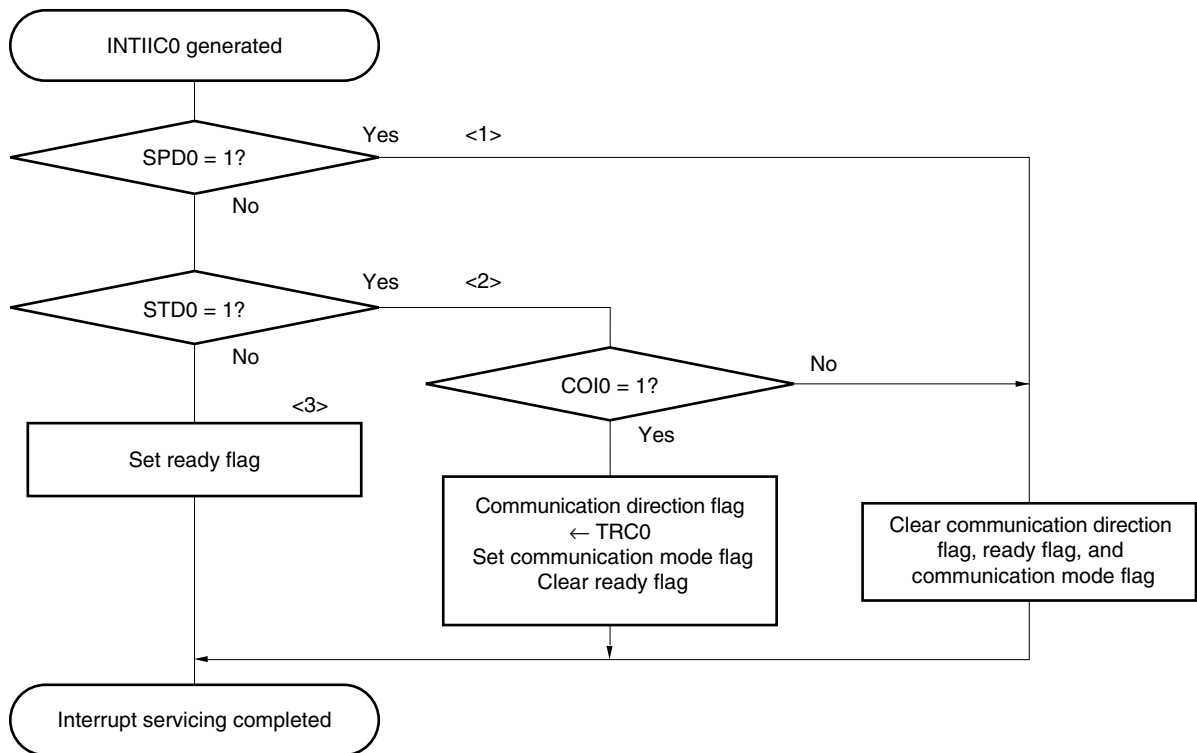 INTIIC0 generated
Yes
<1>
SPD0 = 1?
No
Yes
<2>
STD0 = 1?
No
COI0 = 1?
No
Yes
<3>
Set ready flag
Communication direction flag
← TRC0
Set communication mode flag
Clear ready flag
Clear communication direction
flag, ready flag, and
communication mode flag
Interrupt servicing completed